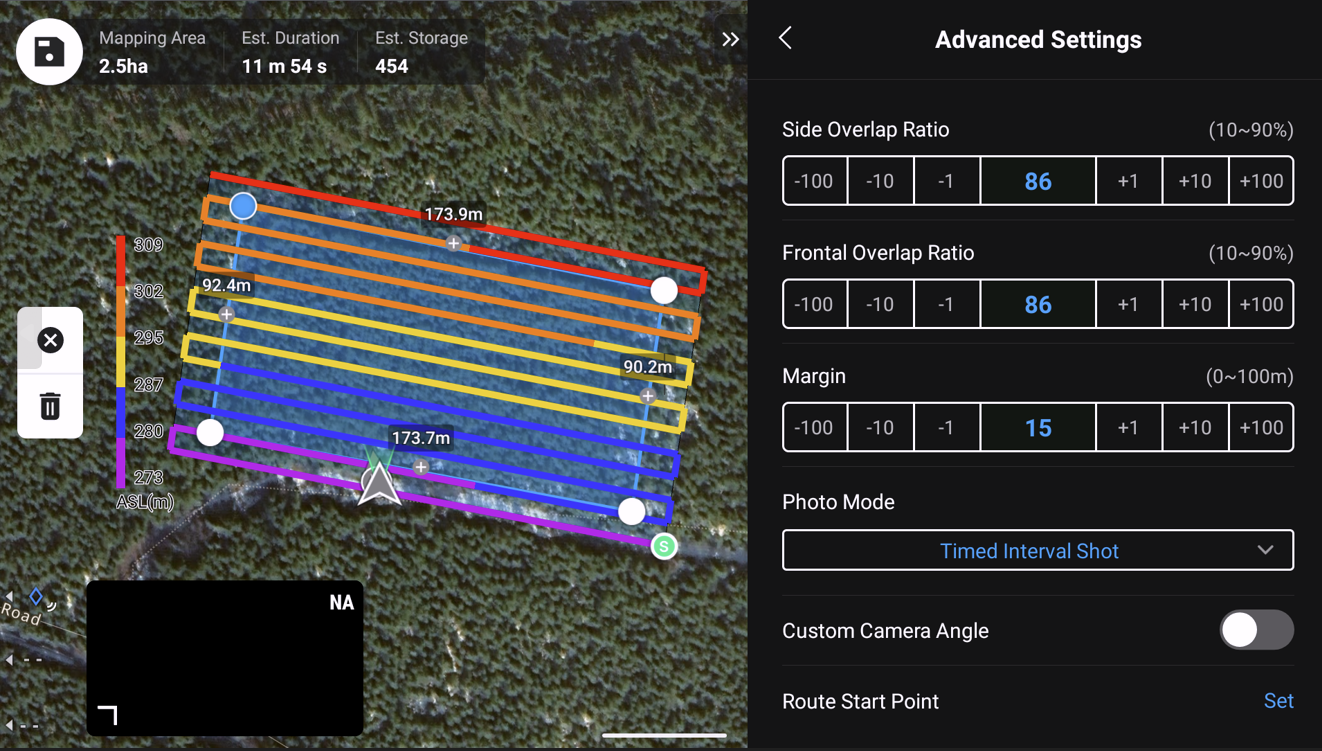 Mapping Area
2.5ha
Est. Duration
11 m 54 s
Est. Storage
454
173.9m
92.4m
90.2m
173.7m
309
302
295
287
280
273
ASL(m)
S
Road
NA
Advanced Settings
Side Overlap Ratio (10~90%)
-100 -10 -1 86 +1 +10 +100
Frontal Overlap Ratio (10~90%)
-100 -10 -1 86 +1 +10 +100
Margin (0~100m)
-100 -10 -1 15 +1 +10 +100
Photo Mode
Timed Interval Shot
Custom Camera Angle
Route Start Point Set